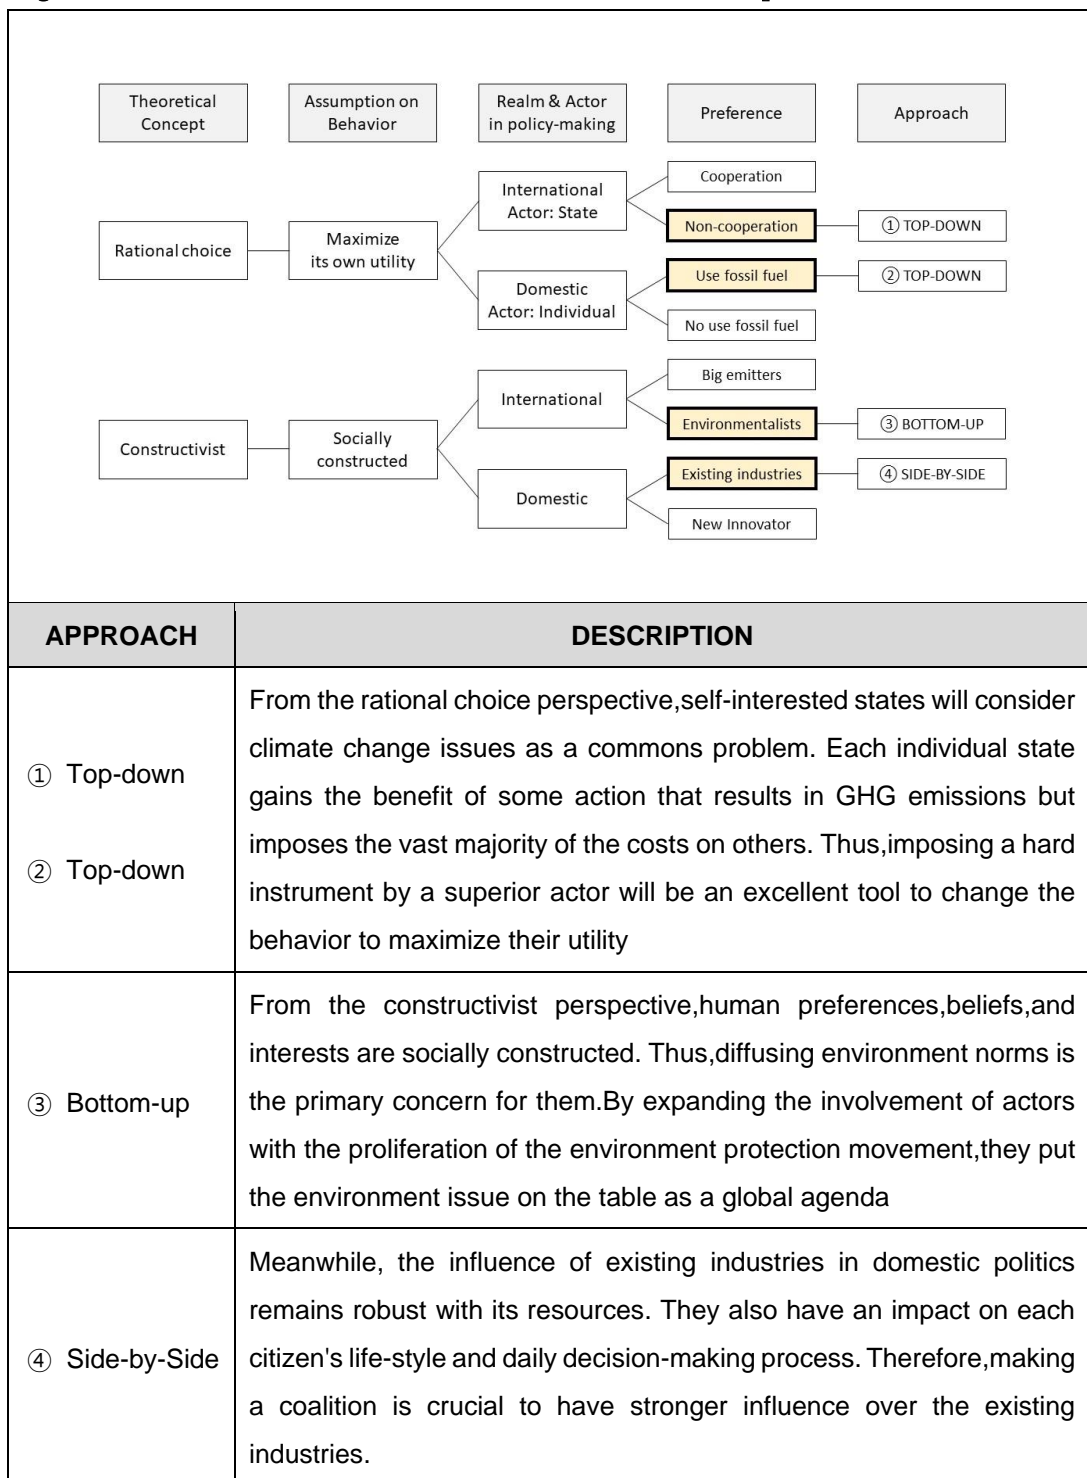 Theoretical
Concept
Assumption on
Behavior
Realm & Actor
in policy-making
Preference
Approach
Rational choice
Maximize
its own utility
International
Actor: State
Cooperation
Non-cooperation
① TOP-DOWN
Domestic
Actor: Individual
Use fossil fuel
② TOP-DOWN
No use fossil fuel
Constructivist
Socially
constructed
International
Big emitters
Environmentalists
③ BOTTOM-UP
Domestic
Existing industries
④ SIDE-BY-SIDE
New Innovator
APPROACH
DESCRIPTION
① Top-down
② Top-down
From the rational choice perspective,self-interested states will consider
climate change issues as a commons problem. Each individual state
gains the benefit of some action that results in GHG emissions but
imposes the vast majority of the costs on others. Thus,imposing a hard
instrument by a superior actor will be an excellent tool to change the
behavior to maximize their utility
③ Bottom-up
From the constructivist perspective,human preferences,beliefs,and
interests are socially constructed. Thus,diffusing environment norms is
the primary concern for them.By expanding the involvement of actors
with the proliferation of the environment protection movement,they put
the environment issue on the table as a global agenda
④ Side-by-Side
Meanwhile, the influence of existing industries in domestic politics
remains robust with its resources. They also have an impact on each
citizen's life-style and daily decision-making process. Therefore,making
a coalition is crucial to have stronger influence over the existing
industries.